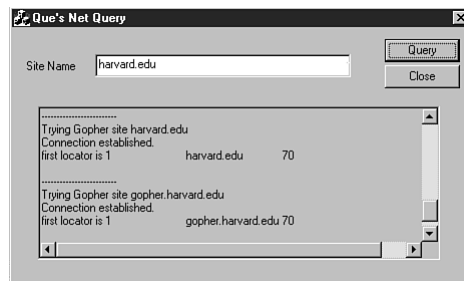 Que's Net Query
Site Name harvard.edu
Query
Close
-------------------------
Trying Gopher site harvard.edu
Connection established.
first locator is 1 harvard.edu 70
-------------------------
Trying Gopher site gopher.harvard.edu
Connection established.
first locator is 1 gopher.harvard.edu 70